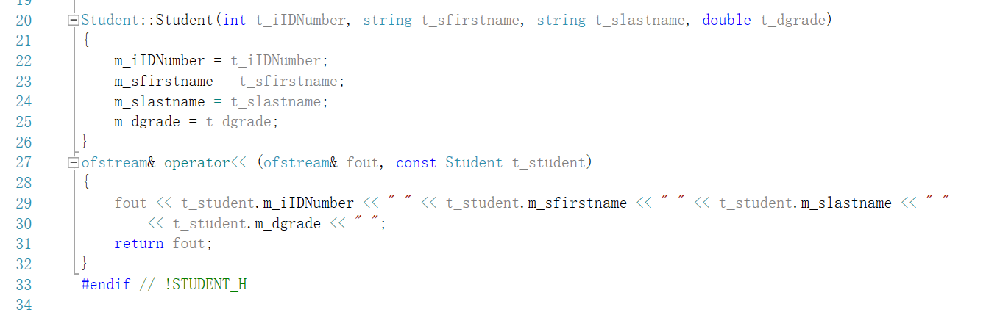 19
20 Student::Student(int t_iIDNumber, string t_sfirstname, string t_slastname, double t_dgrade)
21 {
22 m_iIDNumber = t_iIDNumber;
23 m_sfirstname = t_sfirstname;
24 m_slastname = t_slastname;
25 m_dgrade = t_dgrade;
26 }
27 ofstream& operator<< (ofstream& fout, const Student t_student)
28 {
29 fout << t_student.m_iIDNumber << " " << t_student.m_sfirstname << " " << t_student.m_slastname << " "
30 << t_student.m_dgrade << " ";
31 return fout;
32 }
33 #endif // !STUDENT_H
34